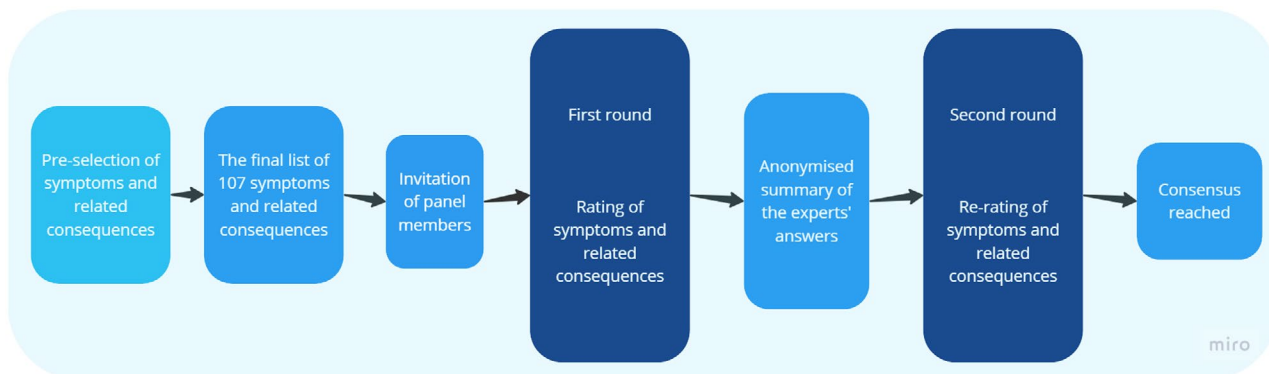 Pre-selection of
symptoms and
related
consequences
The final list of
107 symptoms
and related
consequences
Invitation
of panel
members
First round
Rating of
symptoms and
related
consequences
Anonymised
summary of
the experts'
answers
Second round
Re-rating of
symptoms and
related
consequences
Consensus
reached
miro